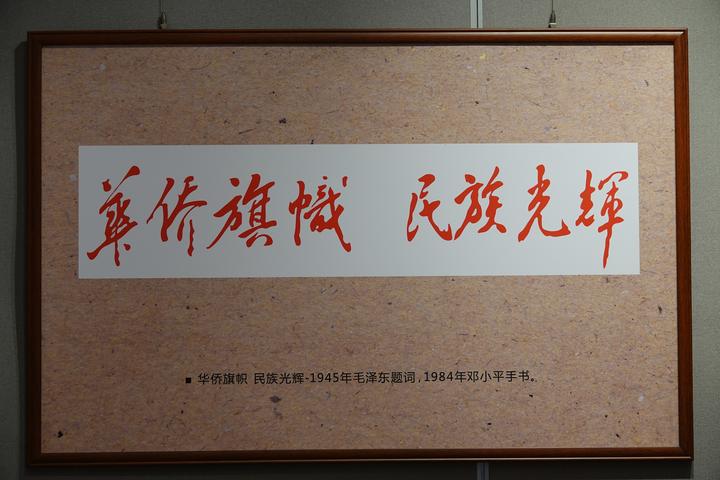 華侨旗幟 民族光輝
■ 华侨旗帜 民族光辉-1945年毛泽东题词,1984年邓小平手书。